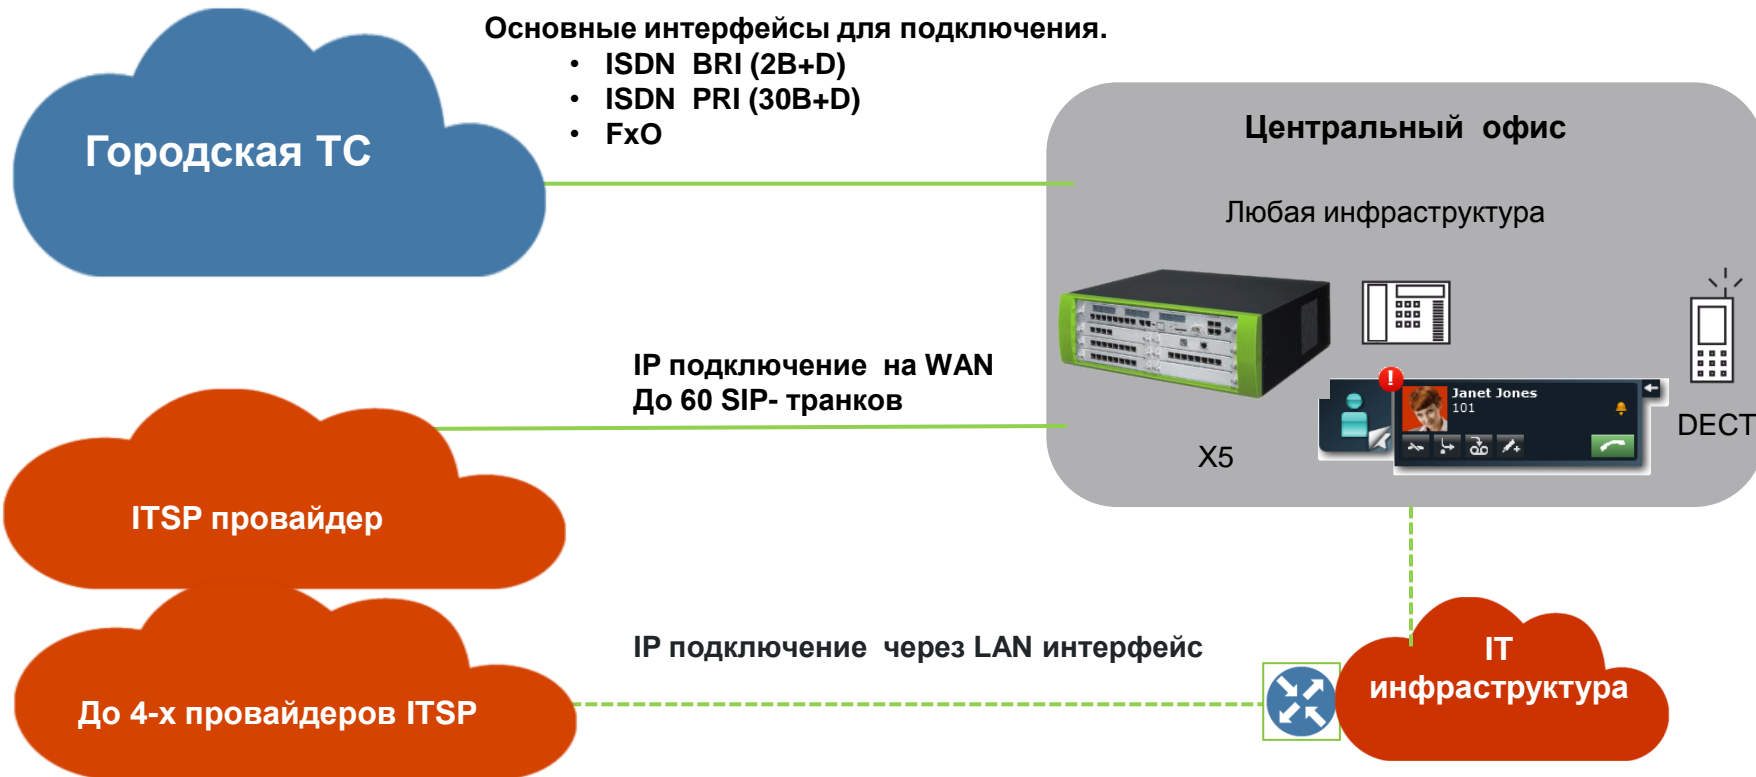 Основные интерфейсы для подключения.
• ISDN BRI (2B+D)
• ISDN PRI (30B+D)
• FxO
Городская ТС
Центральный офис
Любая инфраструктура
IP подключение на WAN
До 60 SIP- транков
Janet Jones
101
X5
DECT
ITSP провайдер
IP подключение через LAN интерфейс
До 4-х провайдеров ITSP
IT
инфраструктура